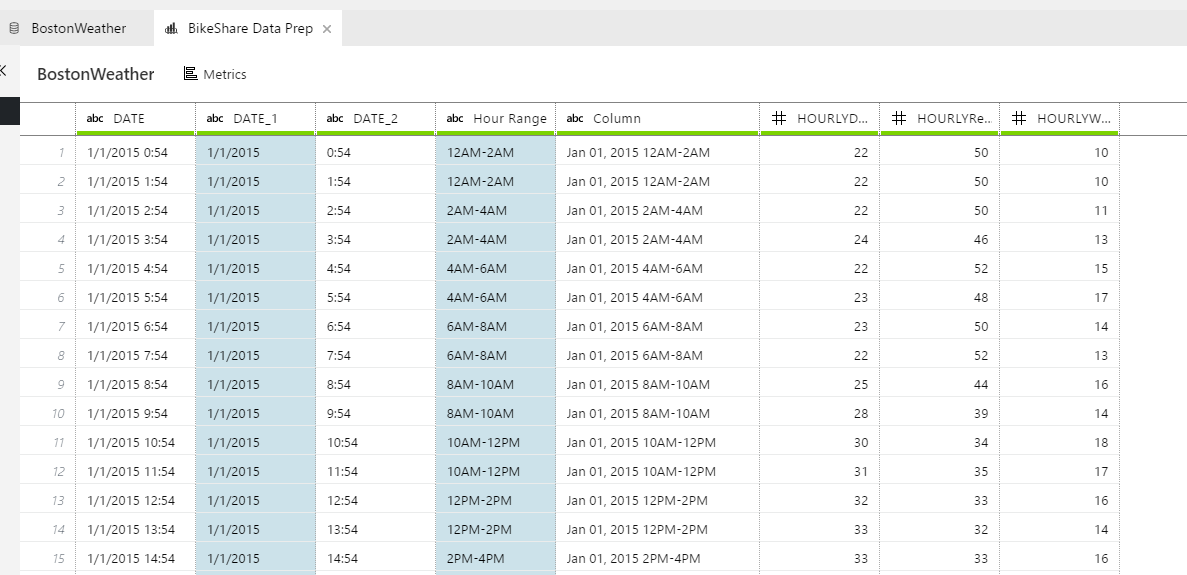 BostonWeather BikeShare Data Prep
BostonWeather Metrics
abc DATE abc DATE_1 abc DATE_2 abc Hour Range abc Column # HOURLYD... # HOURLYRe... # HOURLYW...
1 1/1/2015 0:54 1/1/2015 0:54 12AM-2AM Jan 01, 2015 12AM-2AM 22 50 10
2 1/1/2015 1:54 1/1/2015 1:54 12AM-2AM Jan 01, 2015 12AM-2AM 22 50 10
3 1/1/2015 2:54 1/1/2015 2:54 2AM-4AM Jan 01, 2015 2AM-4AM 22 50 11
4 1/1/2015 3:54 1/1/2015 3:54 2AM-4AM Jan 01, 2015 2AM-4AM 24 46 13
5 1/1/2015 4:54 1/1/2015 4:54 4AM-6AM Jan 01, 2015 4AM-6AM 22 52 15
6 1/1/2015 5:54 1/1/2015 5:54 4AM-6AM Jan 01, 2015 4AM-6AM 23 48 17
7 1/1/2015 6:54 1/1/2015 6:54 6AM-8AM Jan 01, 2015 6AM-8AM 23 50 14
8 1/1/2015 7:54 1/1/2015 7:54 6AM-8AM Jan 01, 2015 6AM-8AM 22 52 13
9 1/1/2015 8:54 1/1/2015 8:54 8AM-10AM Jan 01, 2015 8AM-10AM 25 44 16
10 1/1/2015 9:54 1/1/2015 9:54 8AM-10AM Jan 01, 2015 8AM-10AM 28 39 14
11 1/1/2015 10:54 1/1/2015 10:54 10AM-12PM Jan 01, 2015 10AM-12PM 30 34 18
12 1/1/2015 11:54 1/1/2015 11:54 10AM-12PM Jan 01, 2015 10AM-12PM 31 35 17
13 1/1/2015 12:54 1/1/2015 12:54 12PM-2PM Jan 01, 2015 12PM-2PM 32 33 16
14 1/1/2015 13:54 1/1/2015 13:54 12PM-2PM Jan 01, 2015 12PM-2PM 33 32 14
15 1/1/2015 14:54 1/1/2015 14:54 2PM-4PM Jan 01, 2015 2PM-4PM 33 33 16